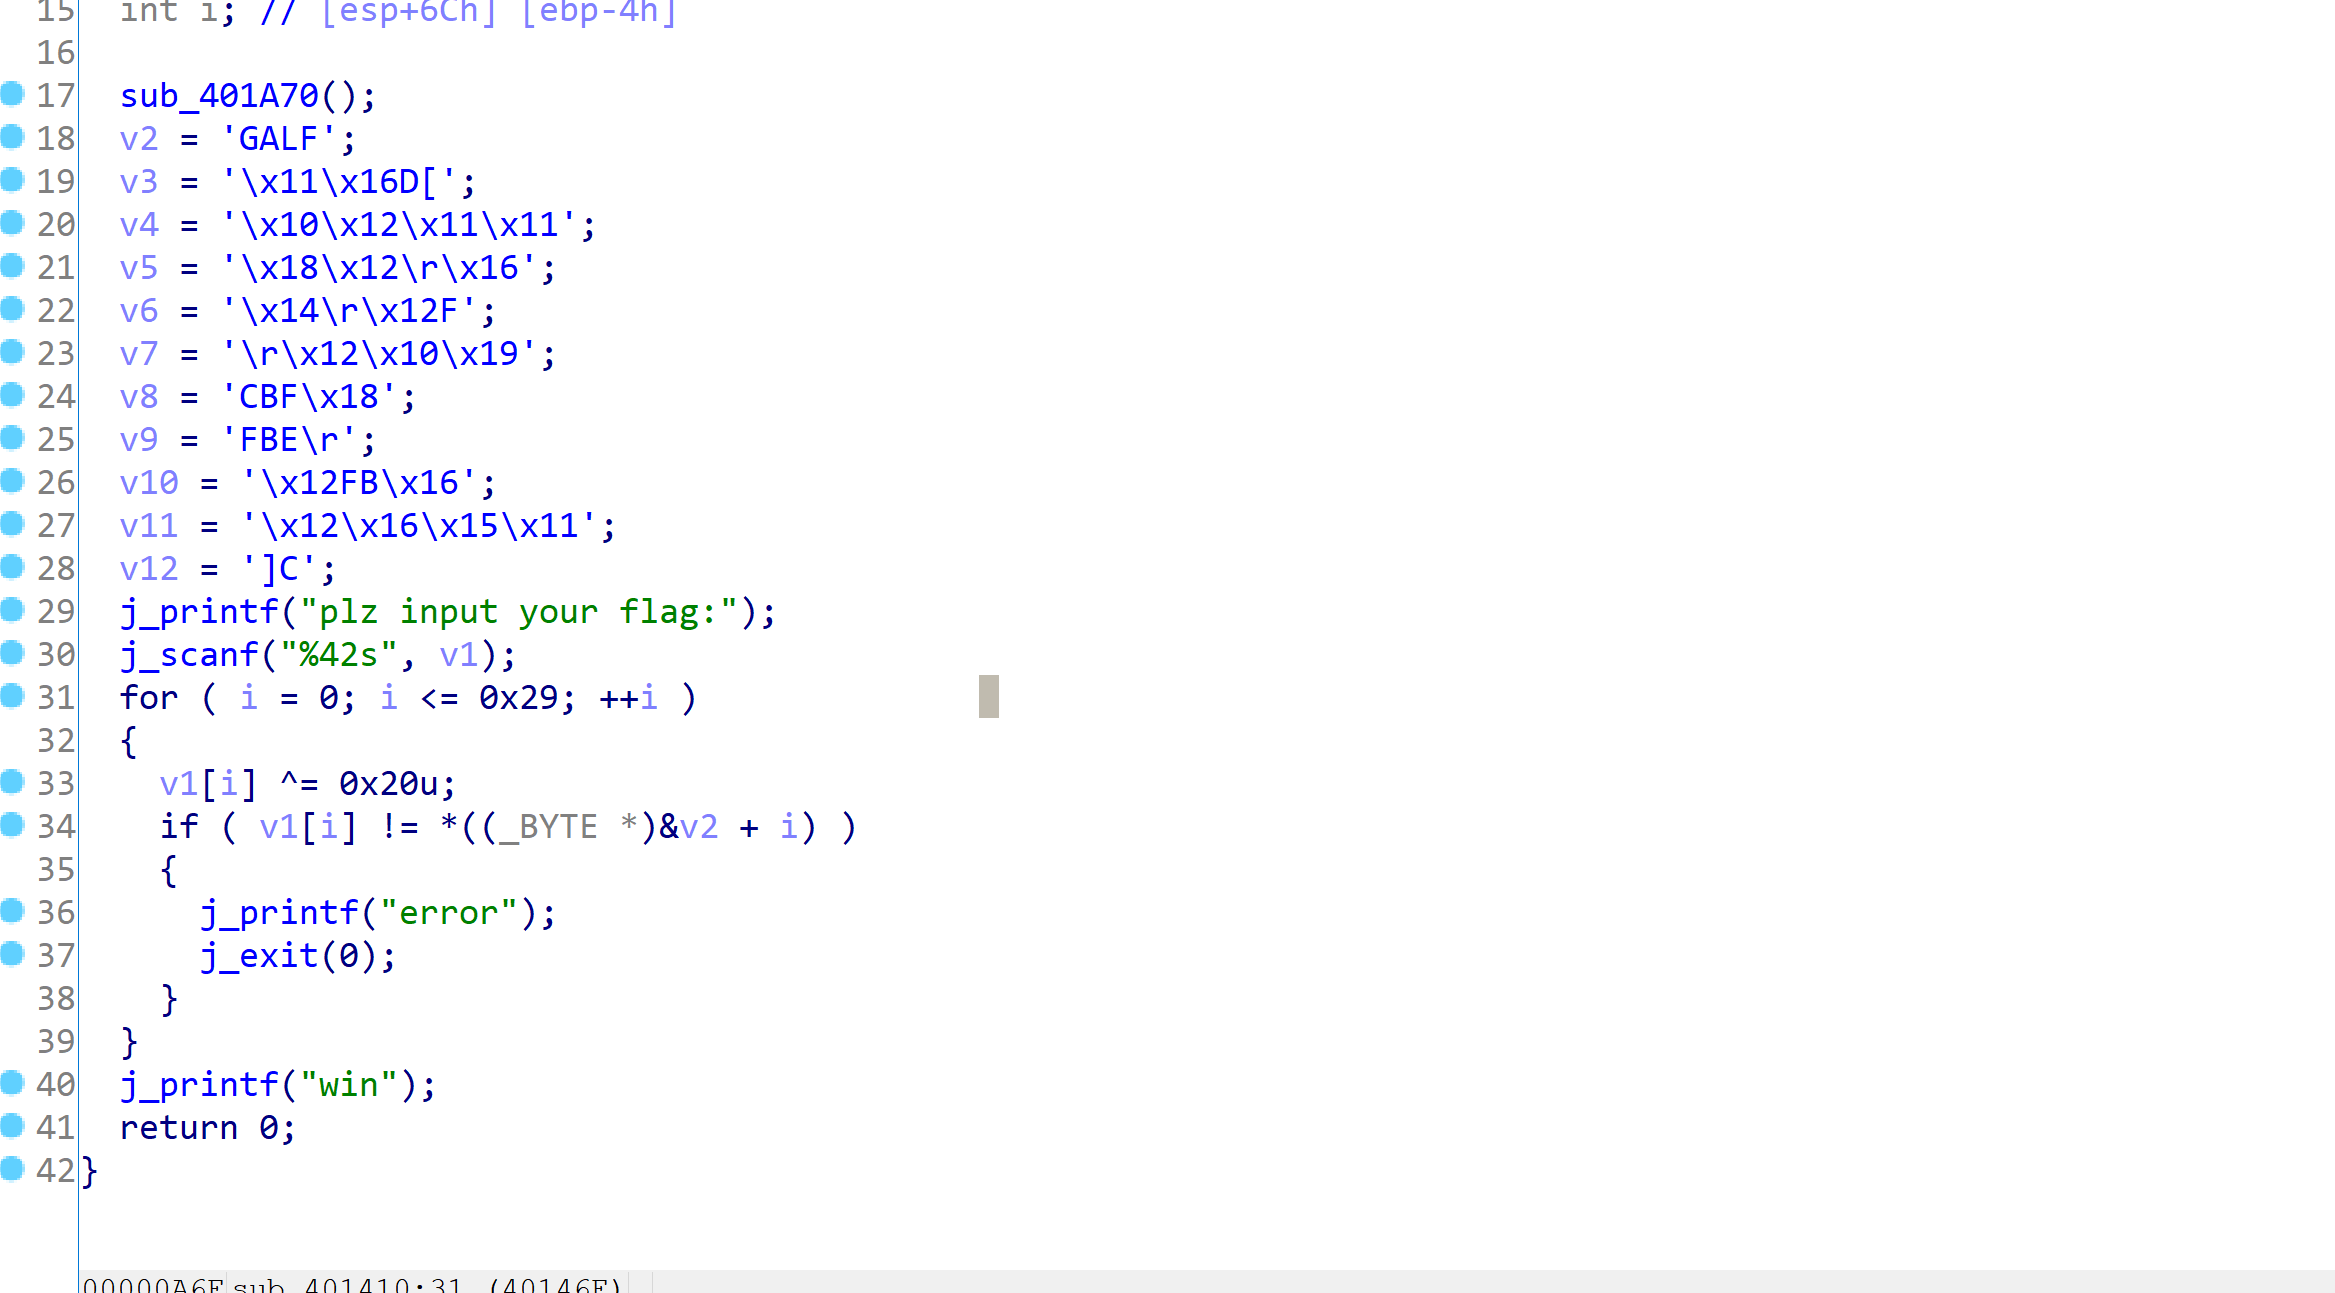 15   int i; // [esp+6Ch] [ebp-4h]
16
17   sub_401A70();
18   v2 = 'GALF';
19   v3 = '\x11\x16D[';
20   v4 = '\x10\x12\x11\x11';
21   v5 = '\x18\x12\r\x16';
22   v6 = '\x14\r\x12F';
23   v7 = '\r\x12\x10\x19';
24   v8 = 'CBF\x18';
25   v9 = 'FBE\r';
26   v10 = '\x12FB\x16';
27   v11 = '\x12\x16\x15\x11';
28   v12 = ']C';
29   j_printf("plz input your flag:");
30   j_scanf("%42s", v1);
31   for ( i = 0; i <= 0x29; ++i )
32   {
33     v1[i] ^= 0x20u;
34     if ( v1[i] != *((_BYTE *)&v2 + i) )
35     {
36       j_printf("error");
37       j_exit(0);
38     }
39   }
40   j_printf("win");
41   return 0;
42 }
00000A6F sub_401410:31 (40146F)